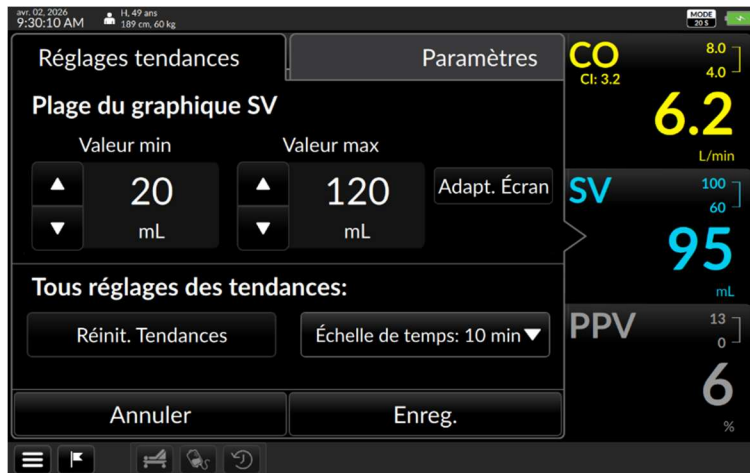 avr. 02, 2026
9:30:10 AM
H, 49 ans
189 cm, 60 kg
MODE
20 S
Réglages tendances
Paramètres
Plage du graphique SV
Valeur min
Valeur max
20
mL
120
mL
Adapt. Écran
Tous réglages des tendances:
Réinit. Tendances
Échelle de temps: 10 min
Annuler
Enreg.
CO
CI: 3.2
8.0
4.0
6.2
L/min
SV
100
60
95
mL
PPV
13
0
6
%